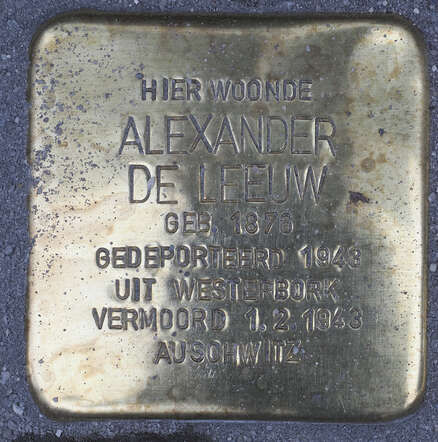 HIER WOONDE
ALEXANDER
DE LEEUW
GEB. 1876
GEDEPORTEERD 1943
UIT WESTERBORK
VERMOORD 1.2.1943
AUSCHWITZ